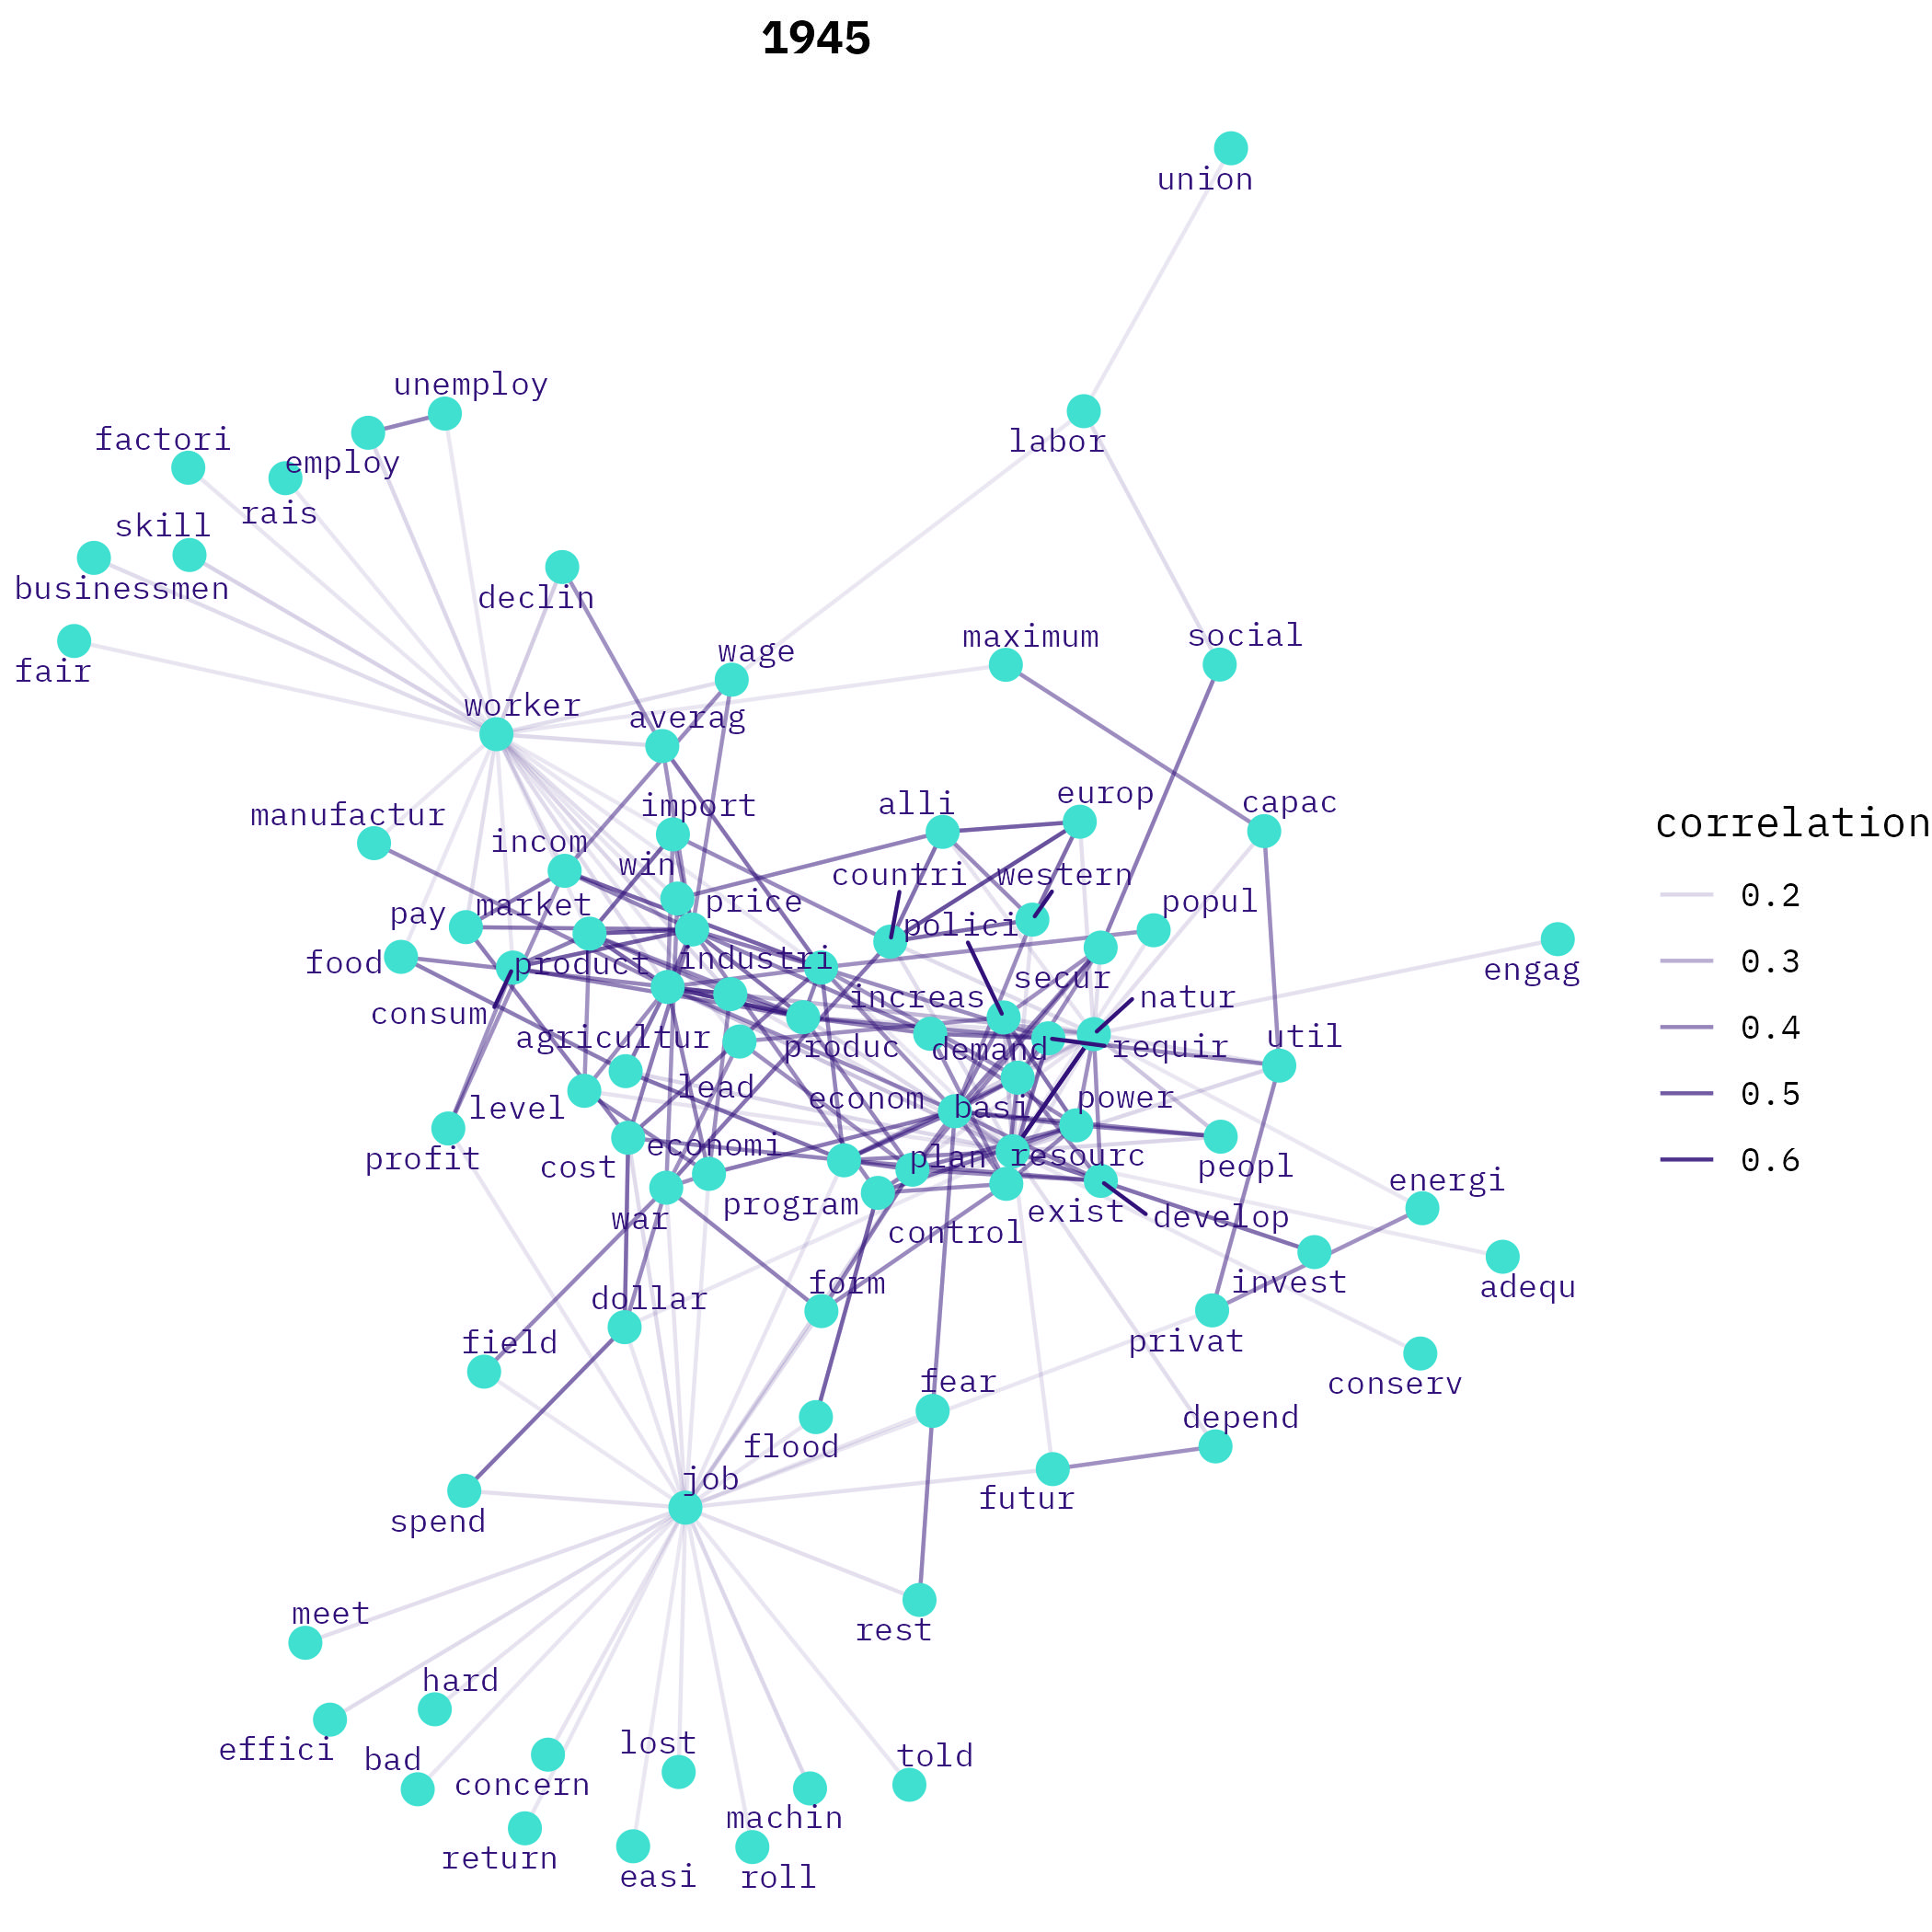 1945
union
labor
unemploy
factori
employ
rais
skill
businessmen
declin
fair
wage
maximum
social
worker
averag
manufactur
import
alli
europ
capac
correlation
incom
win
countri
western
0.2
pay
market
price
polici
popul
food
product
industri
secur
engag
0.3
consum
increas
natur
agricultur
produc
demand
requir
util
0.4
level
lead
econom
basi
power
0.5
profit
cost
economi
plan
resourc
peopl
0.6
war
program
control
exist
develop
energi
dollar
form
invest
adequ
field
privat
fear
conserv
flood
depend
job
spend
futur
meet
rest
hard
effici
bad
concern
lost
told
machin
return
easi
roll